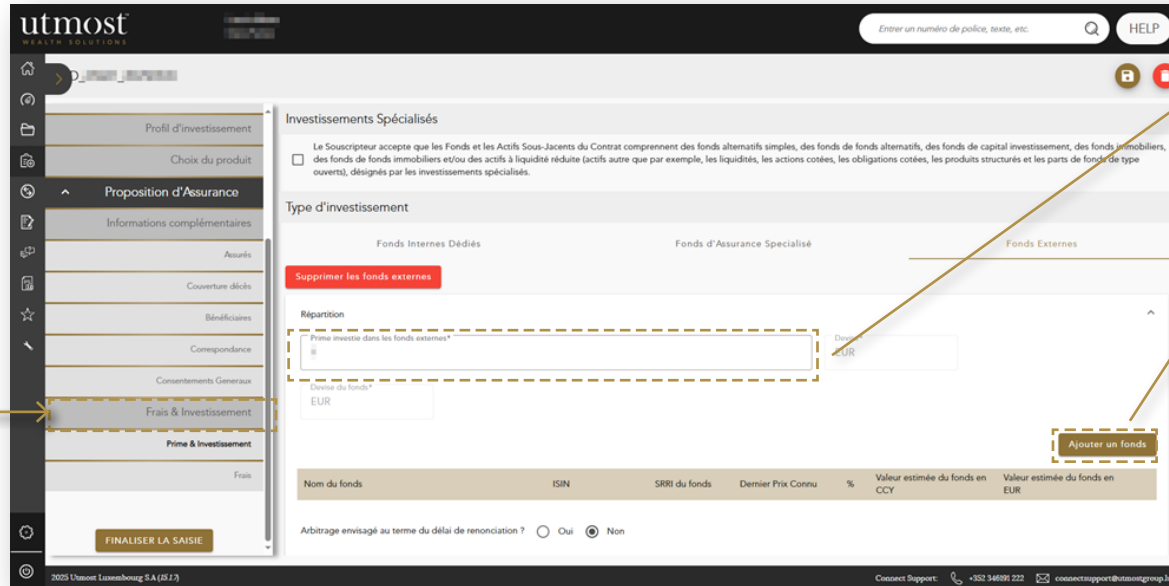 utmost
WEALTH SOLUTIONS
Entrer un numéro de police, texte, etc.
HELP
Profil d'investissement
Choix du produit
Proposition d'Assurance
Informations complémentaires
Assurés
Couverture décès
Bénéficiaires
Correspondance
Consentements Generaux
Frais & Investissement
Prime & Investissement
Frais
FINALISER LA SAISIE
Investissements Spécialisés
Le Souscripteur accepte que les Fonds et les Actifs Sous-Jacents du Contrat comprennent des fonds alternatifs simples, des fonds de fonds alternatifs, des fonds de capital investissement, des fonds immobiliers,
des fonds de fonds immobiliers et/ou des actifs à liquidité réduite (actifs autre que par exemple, les liquidités, les actions cotées, les obligations cotées, les produits structurés et les parts de fonds de type
ouverts), désignés par les investissements spécialisés.
Type d'investissement
Fonds Internes Dédiés Fonds d'Assurance Specialisé Fonds Externes
Supprimer les fonds externes
Répartition
Prime investie dans les fonds externes* Devise*
EUR
Devise du fonds*
EUR
Ajouter un fonds
Nom du fonds ISIN SRRI du fonds Dernier Prix Connu % Valeur estimée du fonds en CCY Valeur estimée du fonds en EUR
Arbitrage envisagé au terme du délai de renonciation ? Oui Non
2025 Utmost Luxembourg S.A (15.1.7) Connect Support: +352 346191 222 connectsupport@utmostgroup.l